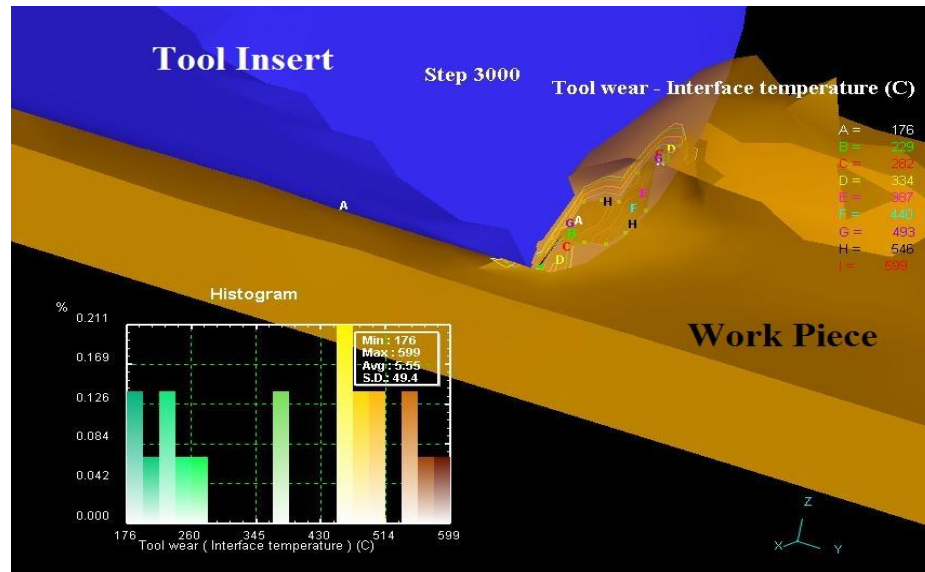 Tool Insert
Step 3000
Tool wear - Interface temperature (C)
A = 176
B = 229
C = 282
D = 334
E = 387
F = 440
G = 493
H = 546
I = 599
D
G
E
H
F
A
G
A
B
H
C
D
Histogram
%
0.211
0.169
0.126
0.084
0.042
0.000
Min : 176
Max : 599
Avg : 5.55
S.D.: 49.4
176 260 345 430 514 599
Tool wear ( Interface temperature ) (C)
Work Piece
Z
X Y